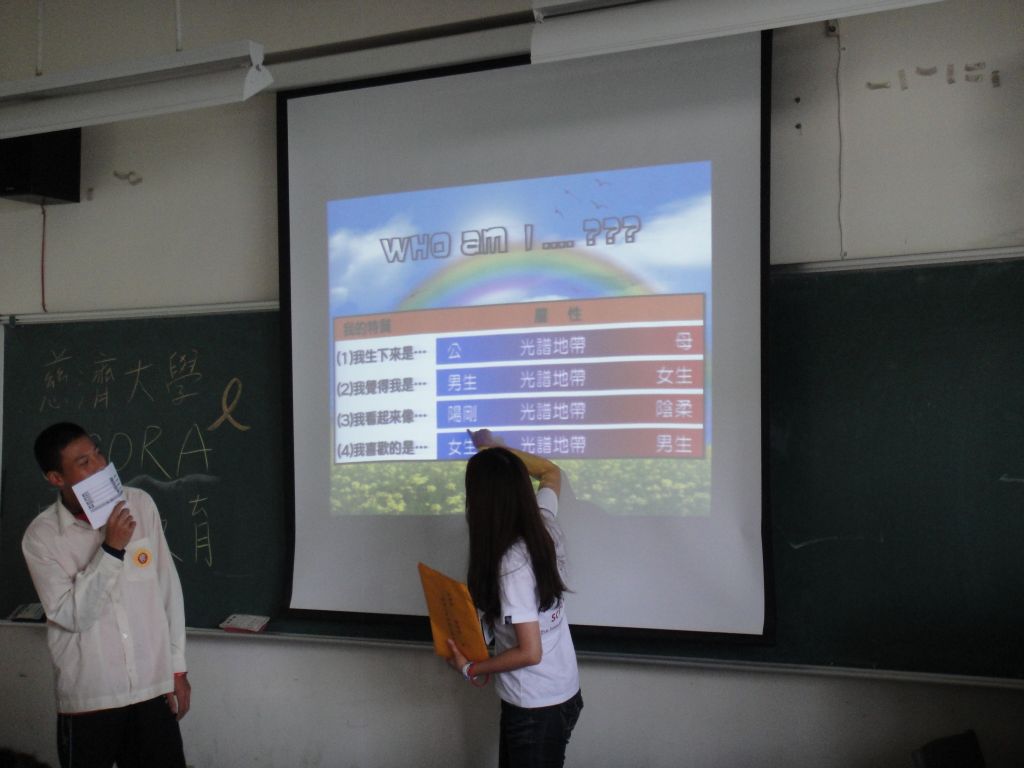 WHO am I .... ???
我的特質 屬 性
(1)我生下來是… 公 光譜地帶 母
(2)我覺得我是… 男生 光譜地帶 女生
(3)我看起來像… 陽剛 光譜地帶 陰柔
(4)我喜歡的是… 女生 光譜地帶 男生
慈濟大學
ORA
育